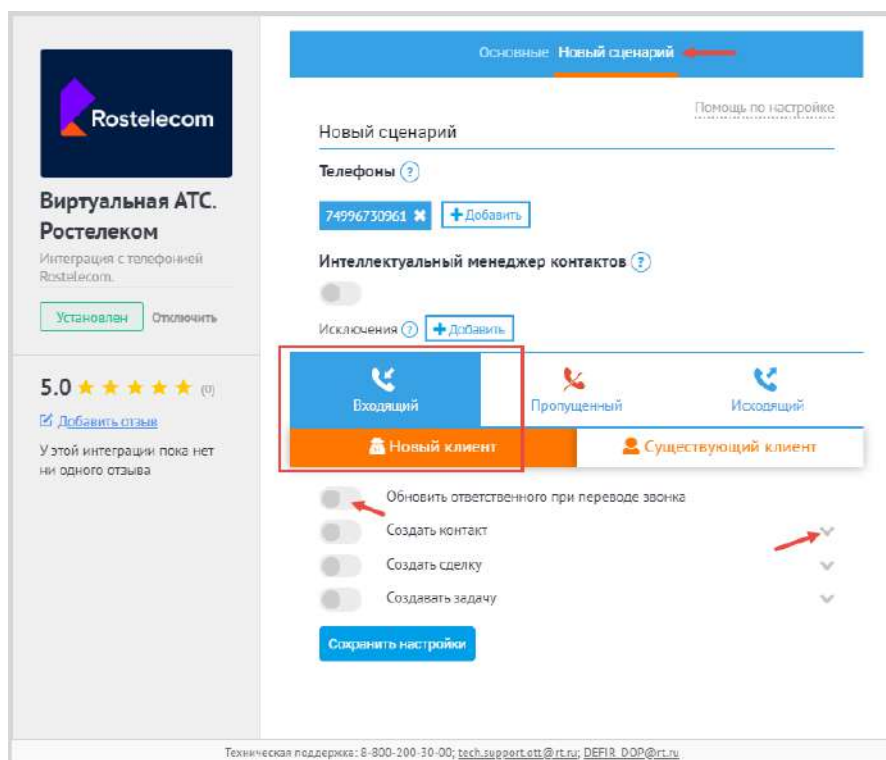 Rostelecom
Виртуальная АТС.
Ростелеком
Интеграция с телефонией
Rostelecom.
Установлен Отключить
5.0 (0)
Добавить отзыв
У этой интеграции пока нет
ни одного отзыва
Основные Новый сценарий
Помощь по настройке
Новый сценарий
Телефоны ?
74996730961 ✖ +Добавить
Интеллектуальный менеджер контактов ?
Исключения ? +Добавить
Входящий Пропущенный Исходящий
Новый клиент Существующий клиент
Обновить ответственного при переводе звонка
Создать контакт
Создать сделку
Создавать задачу
Сохранить настройки
Техническая поддержка: 8-800-200-30-00; tech.support.ott@rt.ru; DEFIR_DOP@rt.ru